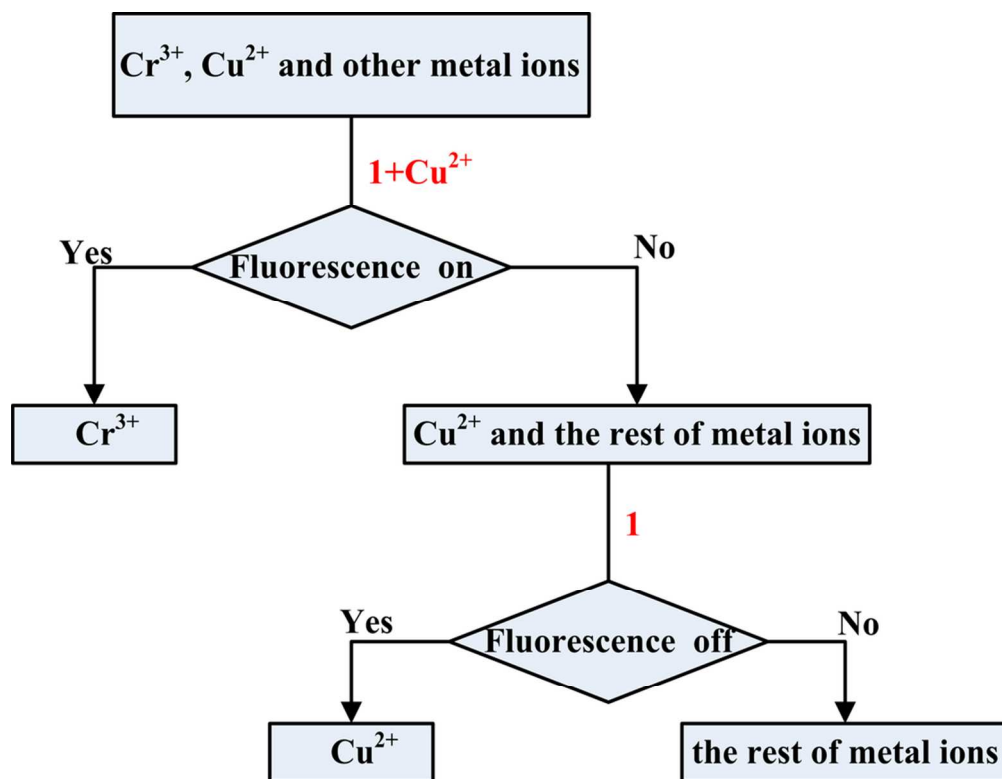 Cr³⁺, Cu²⁺ and other metal ions
1+Cu²⁺
Yes
No
Fluorescence on
Cr³⁺
Cu²⁺ and the rest of metal ions
1
Yes
No
Fluorescence off
Cu²⁺
the rest of metal ions